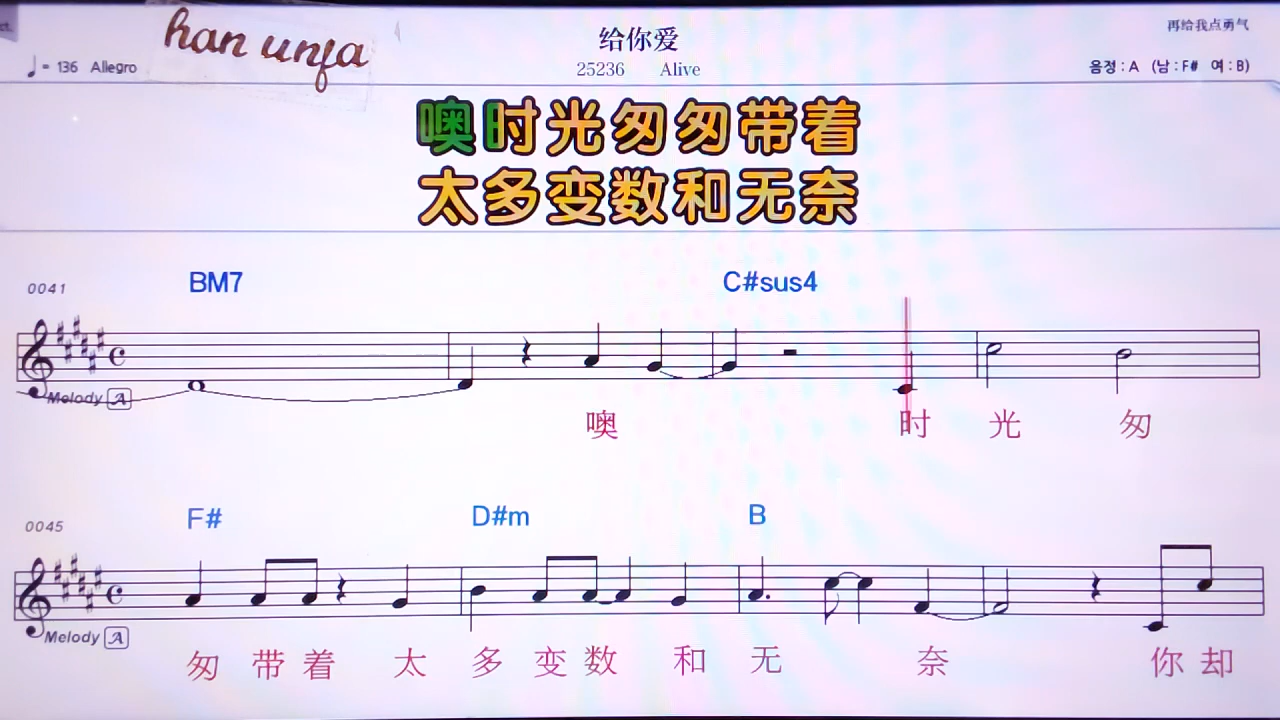 ct.
han unfa
给你爱
再给我点勇气
♩= 136 Allegro
25236 Alive
음정 : A (남 : F# 여 : B)
噢时光匆匆带着
太多变数和无奈
0041 BM7 C#sus4
Melody A
噢 时 光 匆
0045 F# D#m B
Melody A
匆 带 着 太 多 变 数 和 无 奈 你 却